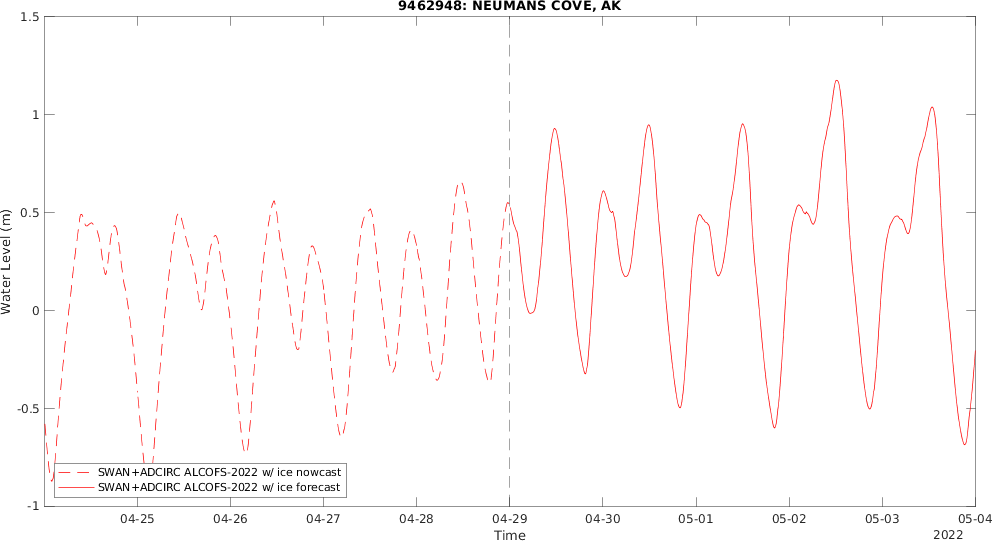 9462948: NEUMANS COVE, AK
Water Level (m)
1.5
1
0.5
0
-0.5
-1
SWAN+ADCIRC ALCOFS-2022 w/ ice nowcast
SWAN+ADCIRC ALCOFS-2022 w/ ice forecast
04-25 04-26 04-27 04-28 04-29 04-30 05-01 05-02 05-03 05-04
Time
2022